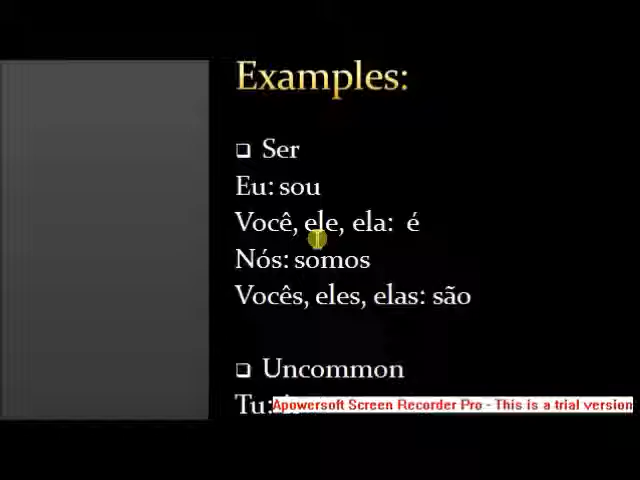 Examples:
Ser
Eu: sou
Você, ele, ela: é
Nós: somos
Vocês, eles, elas: são
Uncommon
Tu:
Apowersoft Screen Recorder Pro - This is a trial version